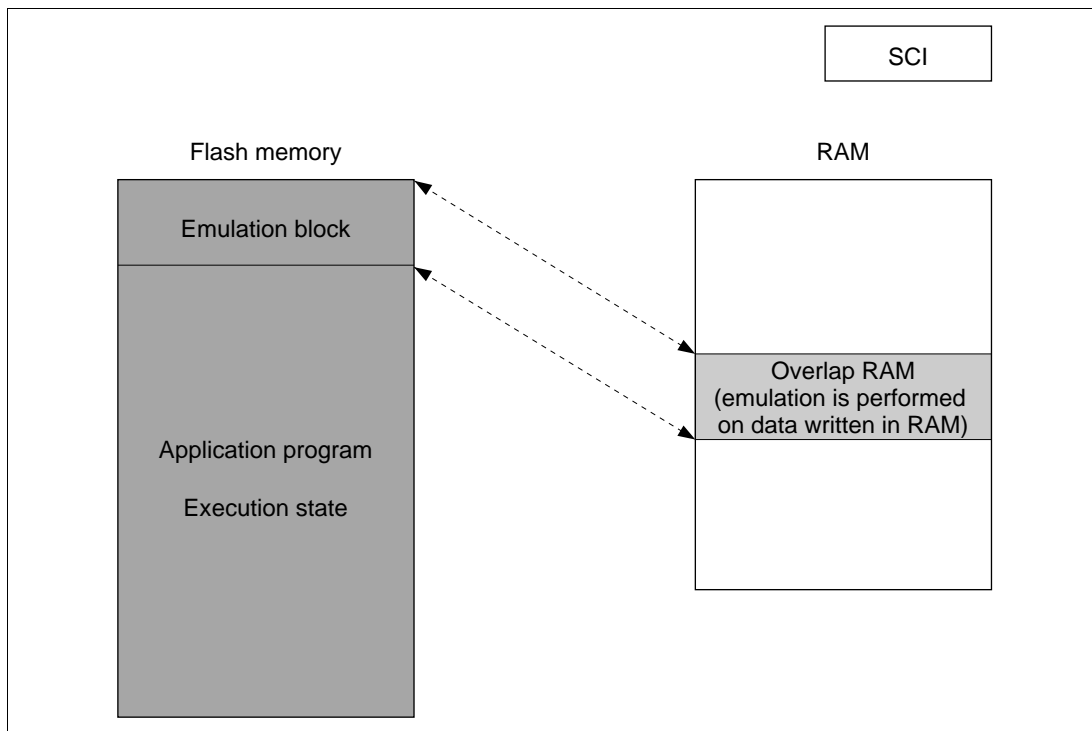 SCI
Flash memory
RAM
Emulation block
Overlap RAM
(emulation is performed
on data written in RAM)
Application program
Execution state